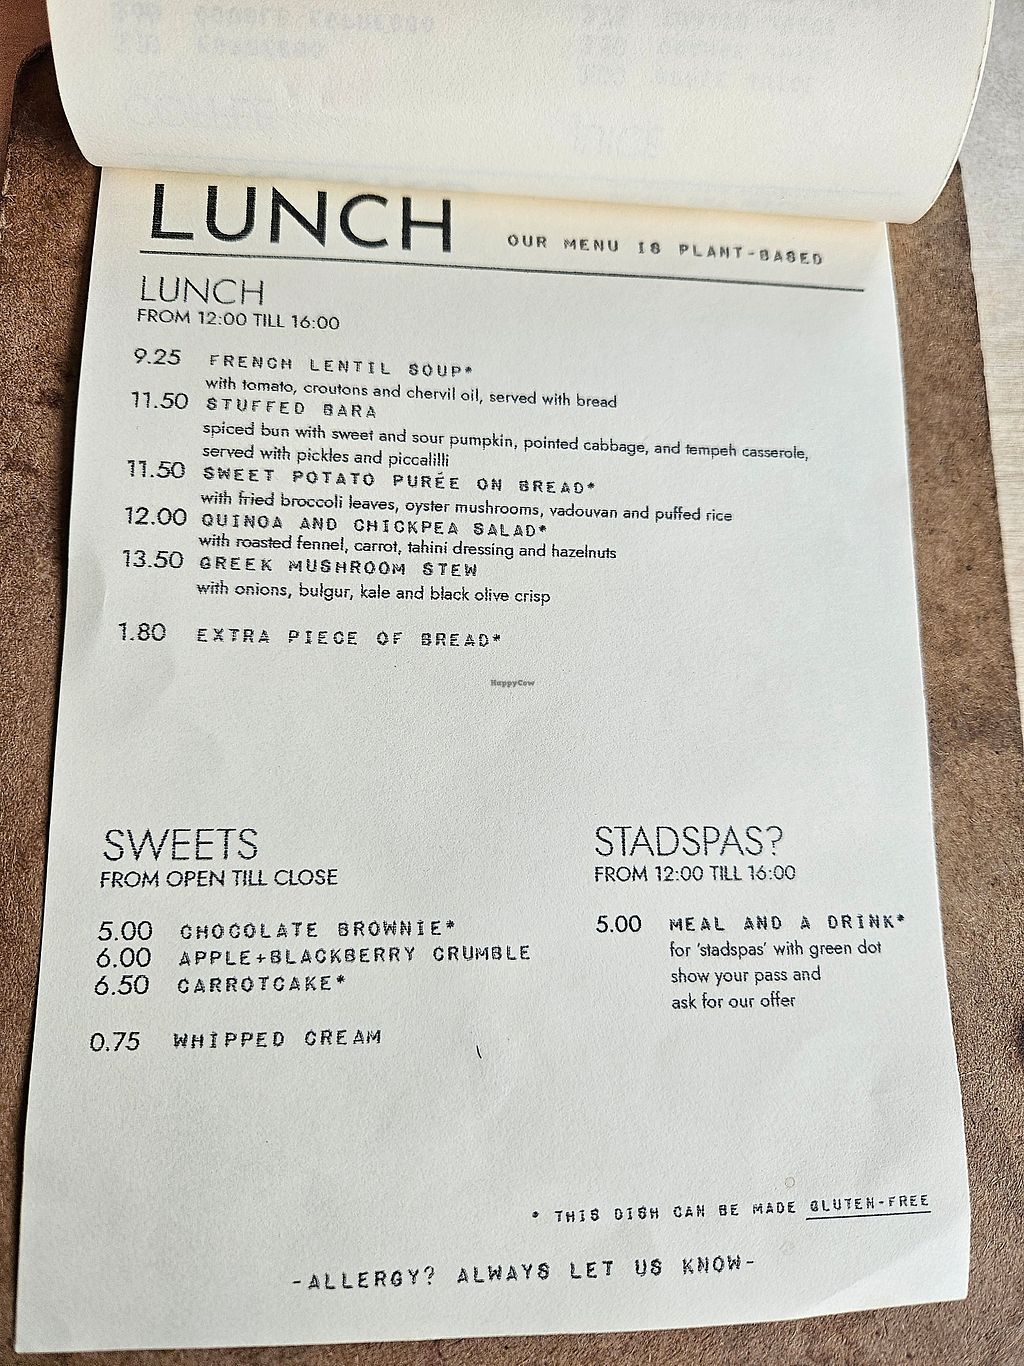 LUNCH
OUR MENU IS PLANT-BASED
LUNCH
FROM 12:00 TILL 16:00
9.25 FRENCH LENTIL SOUP*
with tomato, croutons and chervil oil, served with bread
11.50 STUFFED BARA
spiced bun with sweet and sour pumpkin, pointed cabbage, and tempeh casserole,
served with pickles and piccalilli
11.50 SWEET POTATO PURÉE ON BREAD*
with fried broccoli leaves, oyster mushrooms, vadouvan and puffed rice
12.00 QUINOA AND CHICKPEA SALAD*
with roasted fennel, carrot, tahini dressing and hazelnuts
13.50 GREEK MUSHROOM STEW
with onions, bulgur, kale and black olive crisp
1.80 EXTRA PIECE OF BREAD*
HappyCow
SWEETS
FROM OPEN TILL CLOSE
5.00 CHOCOLATE BROWNIE*
6.00 APPLE+BLACKBERRY CRUMBLE
6.50 CARROTCAKE*
0.75 WHIPPED CREAM
STADSPAS?
FROM 12:00 TILL 16:00
5.00 MEAL AND A DRINK*
for 'stadspas' with green dot
show your pass and
ask for our offer
* THIS DISH CAN BE MADE GLUTEN-FREE
-ALLERGY? ALWAYS LET US KNOW-